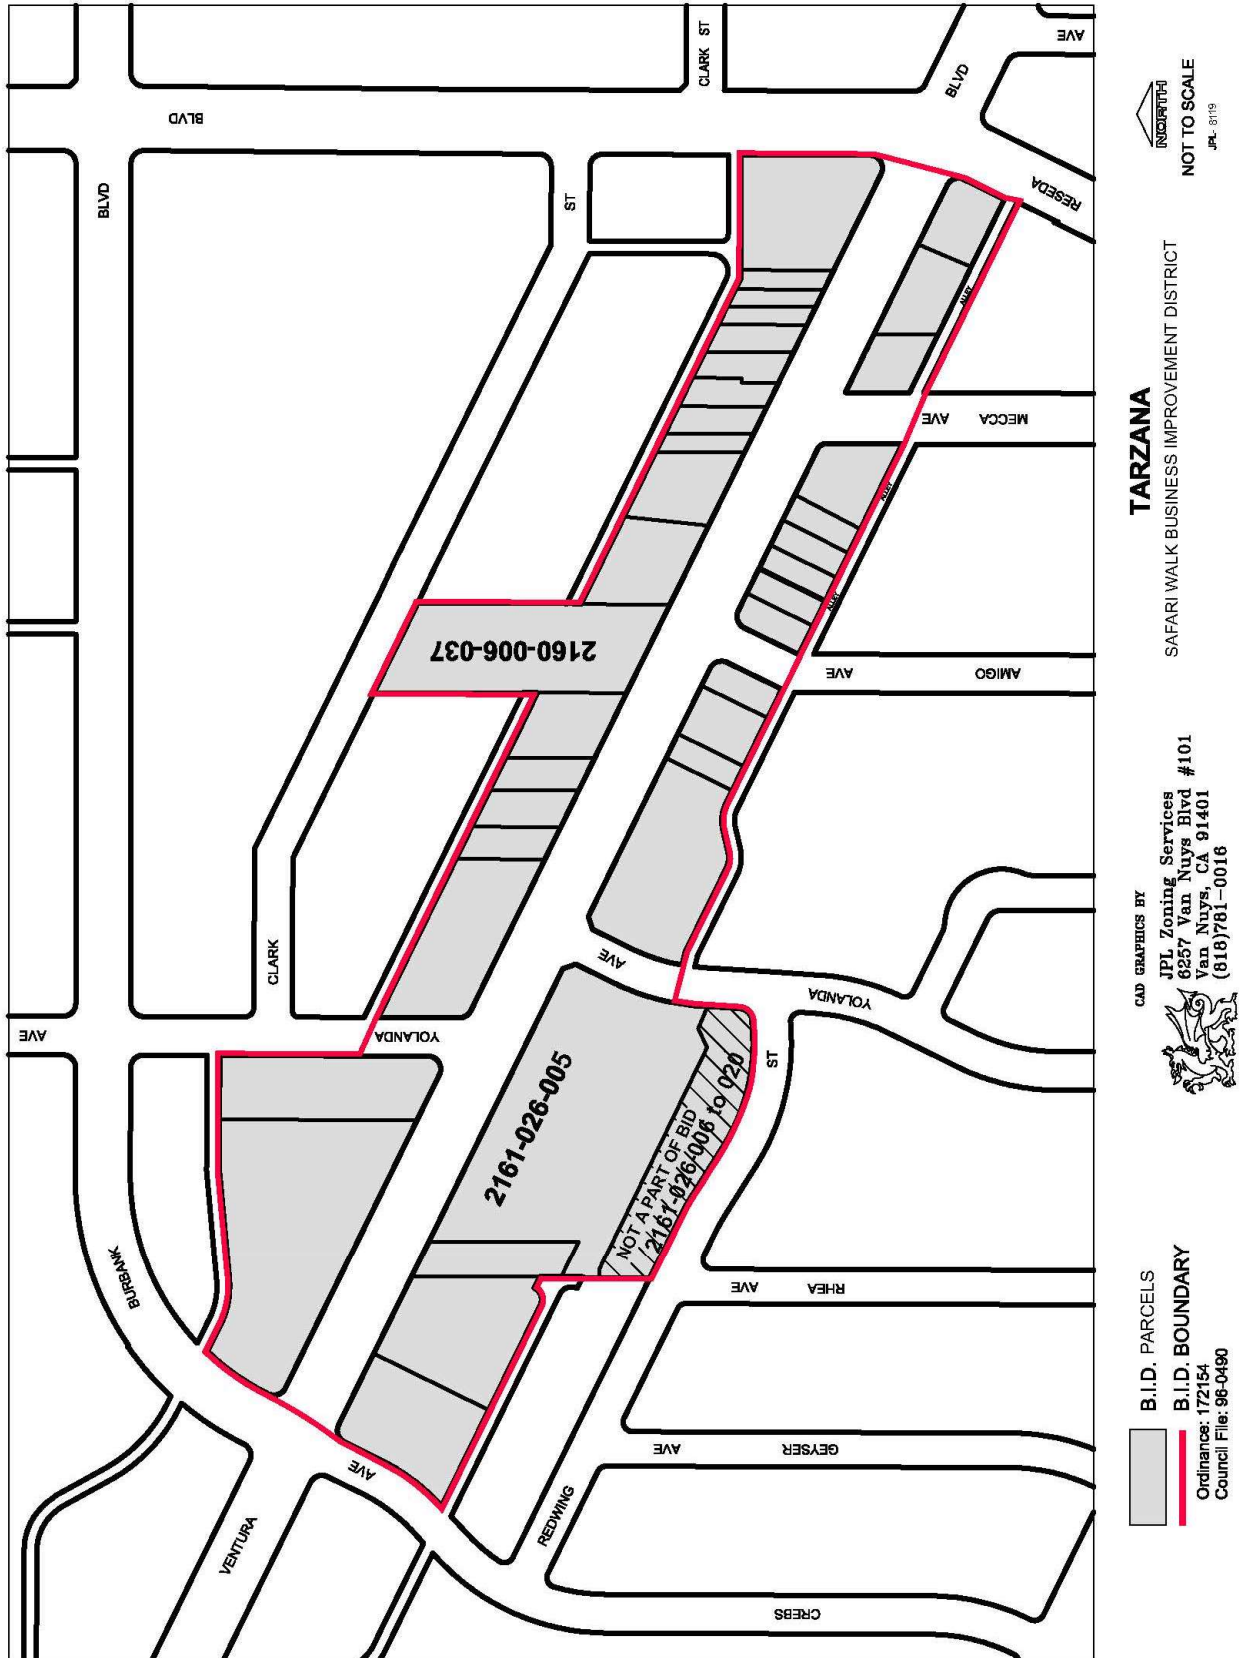 BLVD
CLARK ST
AVE
BLVD
BLVD
ST
RESEDA
ALLEY
AVE
MECCA
ALLEY
ALLEY
2160-006-037
AVE
AMIGO
CLARK
AVE
AVE
YOLANDA
YOLANDA
ST
2161-026-005
NOT A PART OF BID
2161-026-006 to 020
BURBANK
AVE
RHEA
AVE
GEYSER
AVE
VENTURA
REDWING
CREBS
NORTH
NOT TO SCALE
JPL- 8119
TARZANA
SAFARI WALK BUSINESS IMPROVEMENT DISTRICT
CAD GRAPHICS BY
JPL Zoning Services
6257 Van Nuys Blvd #101
Van Nuys, CA 91401
(818)781-0016
B.I.D. PARCELS
B.I.D. BOUNDARY
Ordinance: 172154
Council File: 96-0490